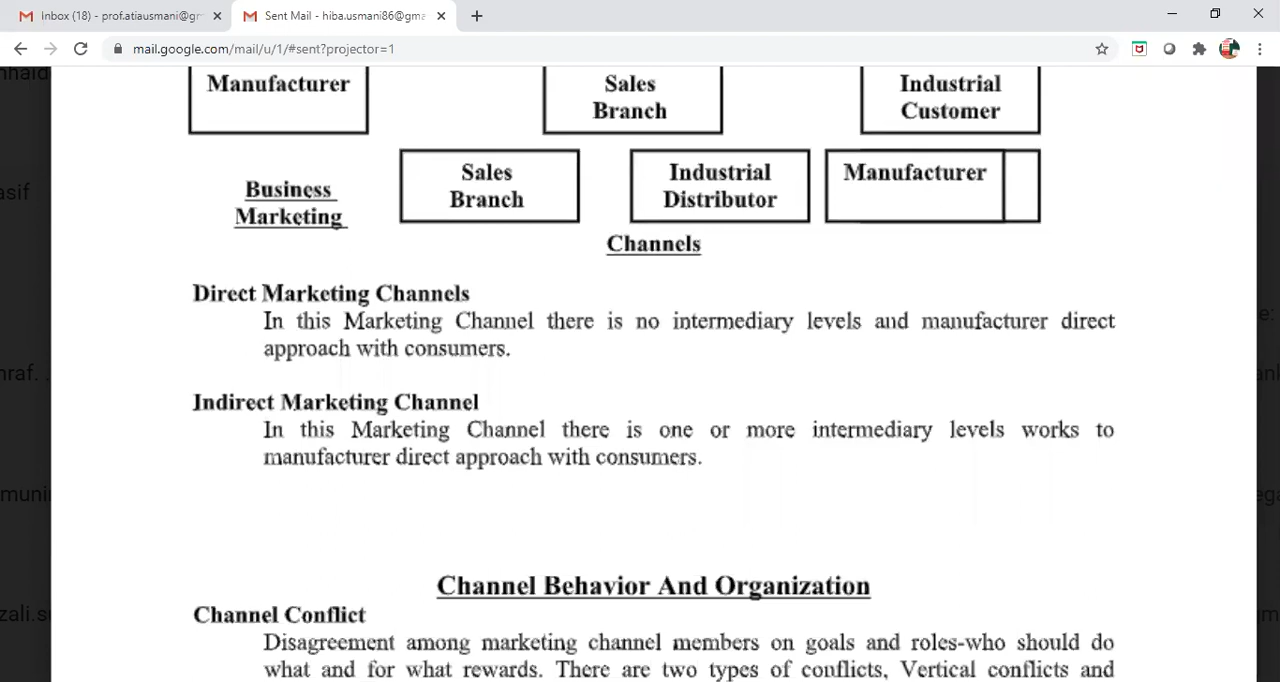 Inbox (18) - prof.atiausmani@gr
Sent Mail - hiba.usmani86@gma
mail.google.com/mail/u/1/#sent?projector=1
Manufacturer
Sales
Branch
Industrial
Customer
Business
Marketing
Sales
Branch
Industrial
Distributor
Manufacturer
Channels
Direct Marketing Channels
In this Marketing Channel there is no intermediary levels and manufacturer direct
approach with consumers.
Indirect Marketing Channel
In this Marketing Channel there is one or more intermediary levels works to
manufacturer direct approach with consumers.
Channel Behavior And Organization
Channel Conflict
Disagreement among marketing channel members on goals and roles-who should do
what and for what rewards. There are two types of conflicts, Vertical conflicts and